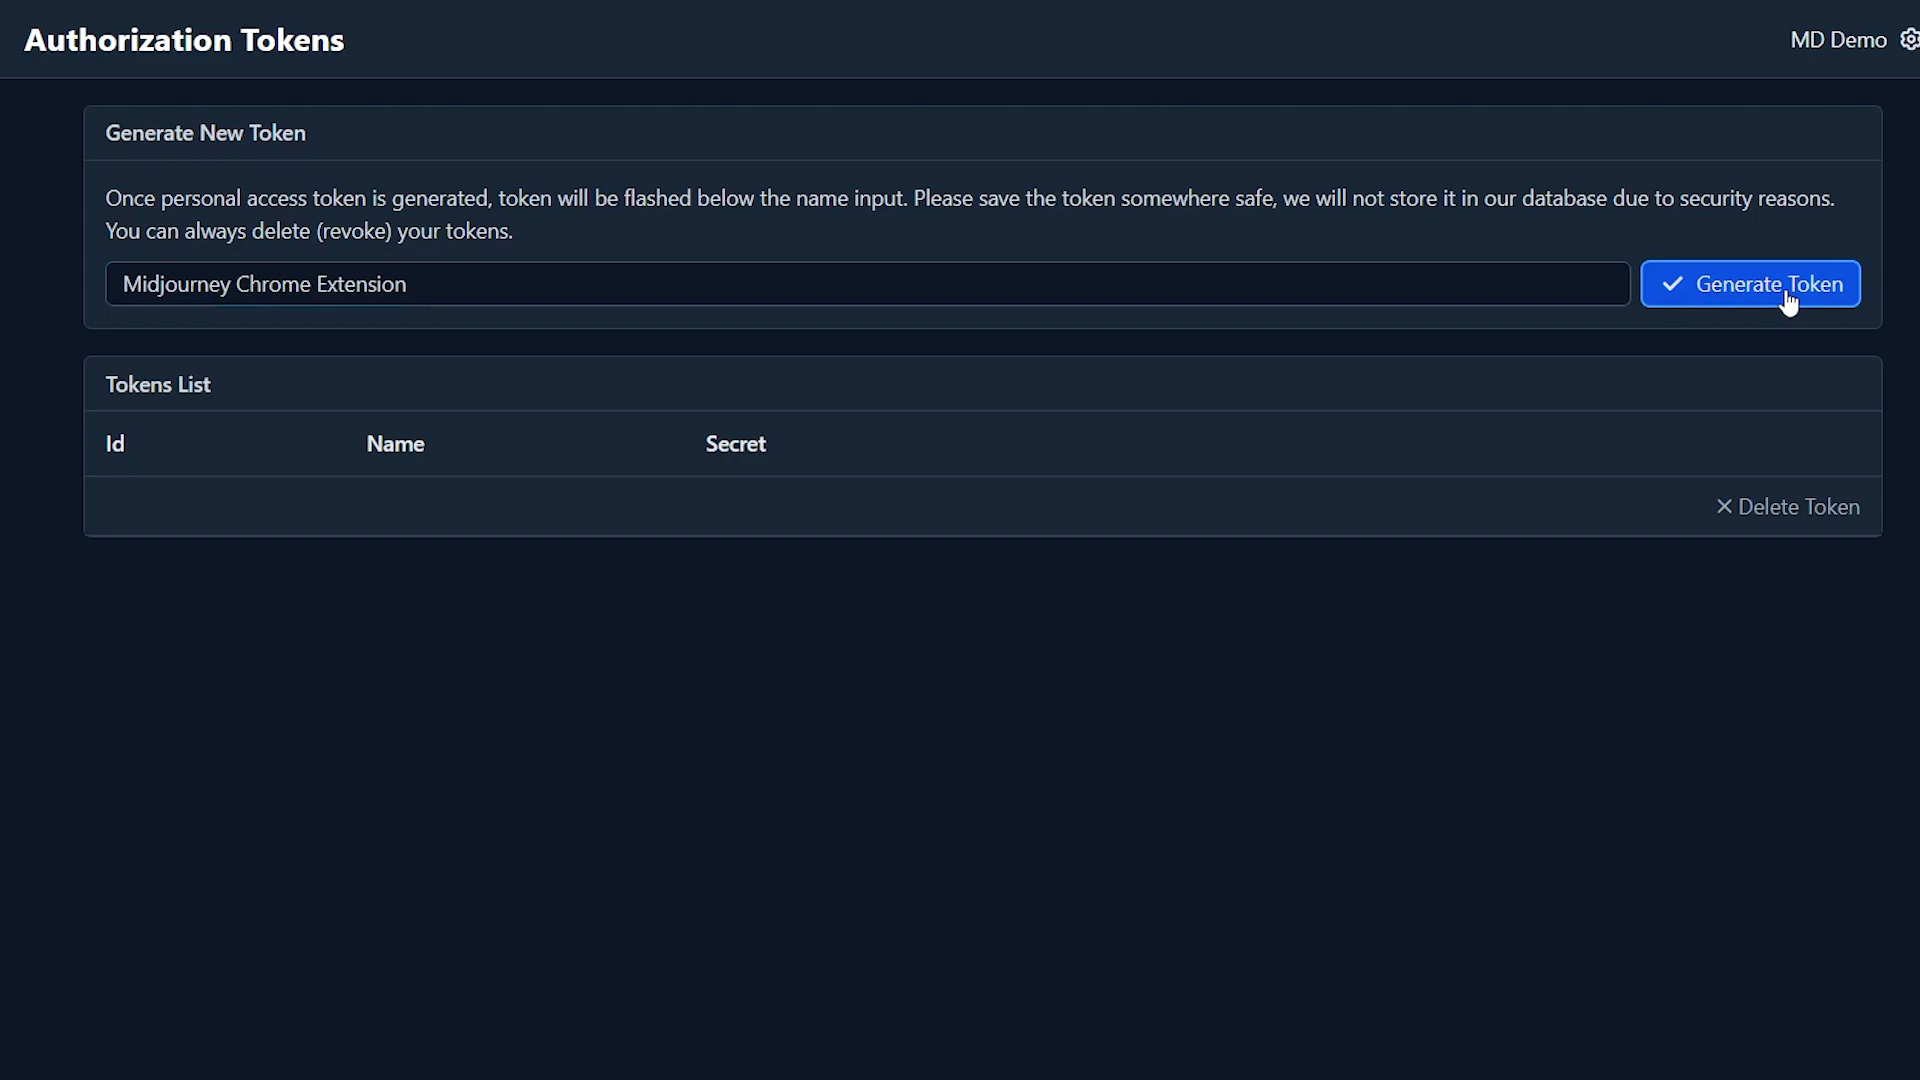 Authorization Tokens
MD Demo
Generate New Token
Once personal access token is generated, token will be flashed below the name input. Please save the token somewhere safe, we will not store it in our database due to security reasons.
You can always delete (revoke) your tokens.
Midjourney Chrome Extension
Generate Token
Tokens List
Id Name Secret
Delete Token